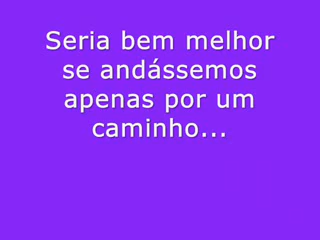 Seria bem melhor
se andássemos
apenas por um
caminho...